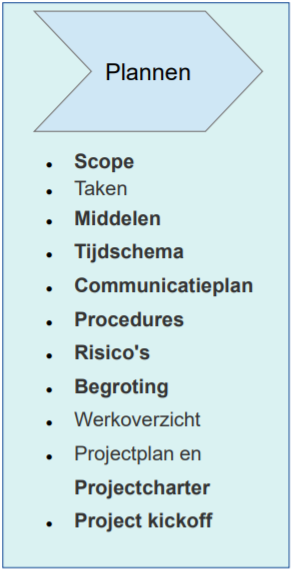 Plannen
• Scope
• Taken
• Middelen
• Tijdschema
• Communicatieplan
• Procedures
• Risico's
• Begroting
• Werkoverzicht
• Projectplan en
Projectcharter
• Project kickoff